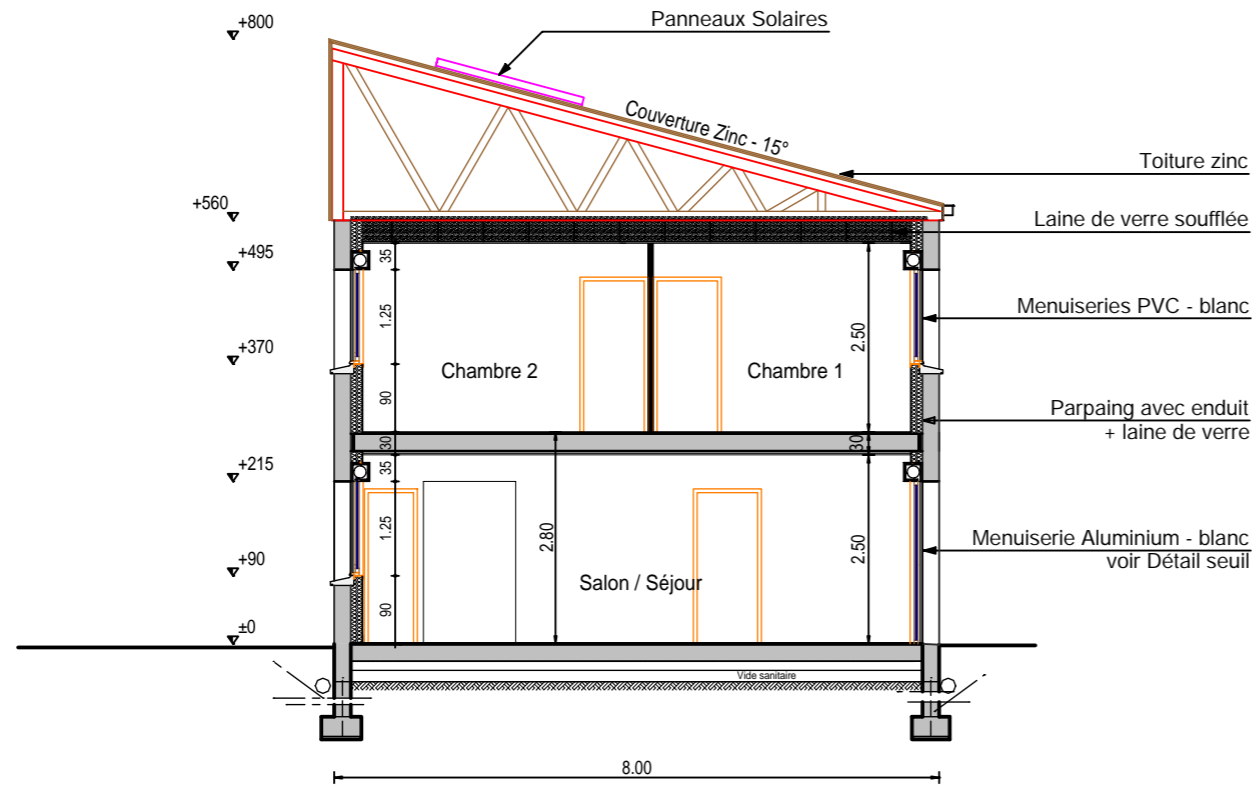 +800
Panneaux Solaires
Couverture Zinc - 15°
Toiture zinc
+560
Laine de verre soufflée
+495
35
1.25
2.50
Menuiseries PVC - blanc
+370
Chambre 2
Chambre 1
90
Parpaing avec enduit
+ laine de verre
30
30
+215
35
1.25
2.80
2.50
Menuiserie Aluminium - blanc
voir Détail seuil
+90
Salon / Séjour
90
±0
Vide sanitaire
8.00